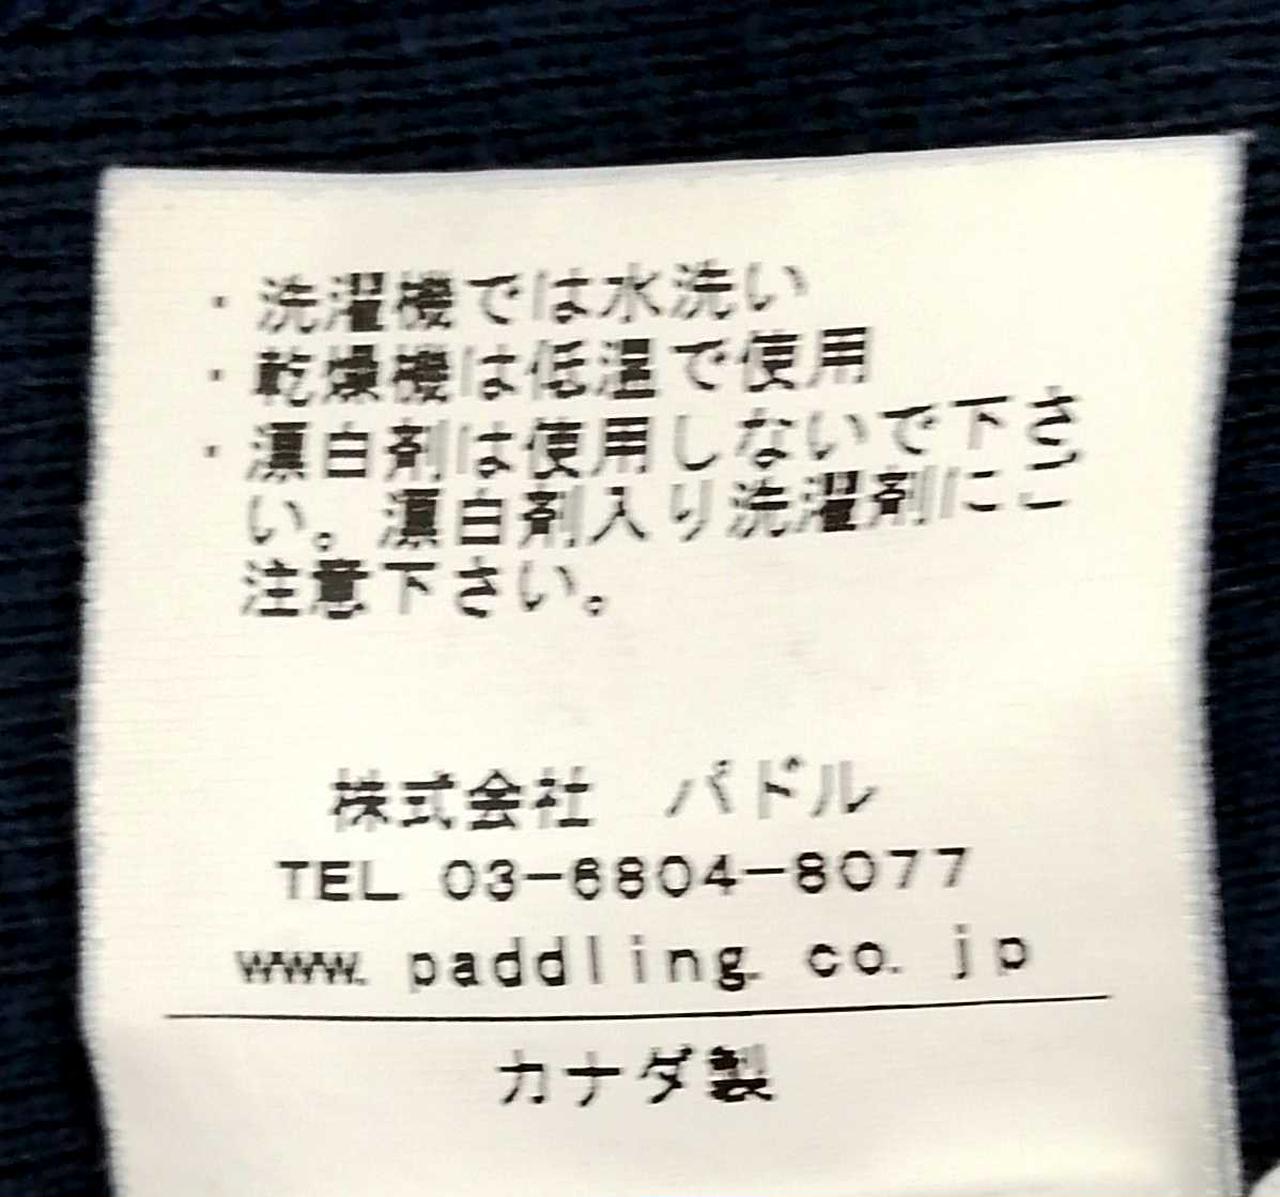 ・洗濯機では水洗い
・乾燥機は低温で使用
・漂白剤は使用しないで下さ
い。漂白剤入り洗濯剤にご
注意下さい。
株式会社　パドル
TEL 03-6804-8077
www.paddling.co.jp
カナダ製